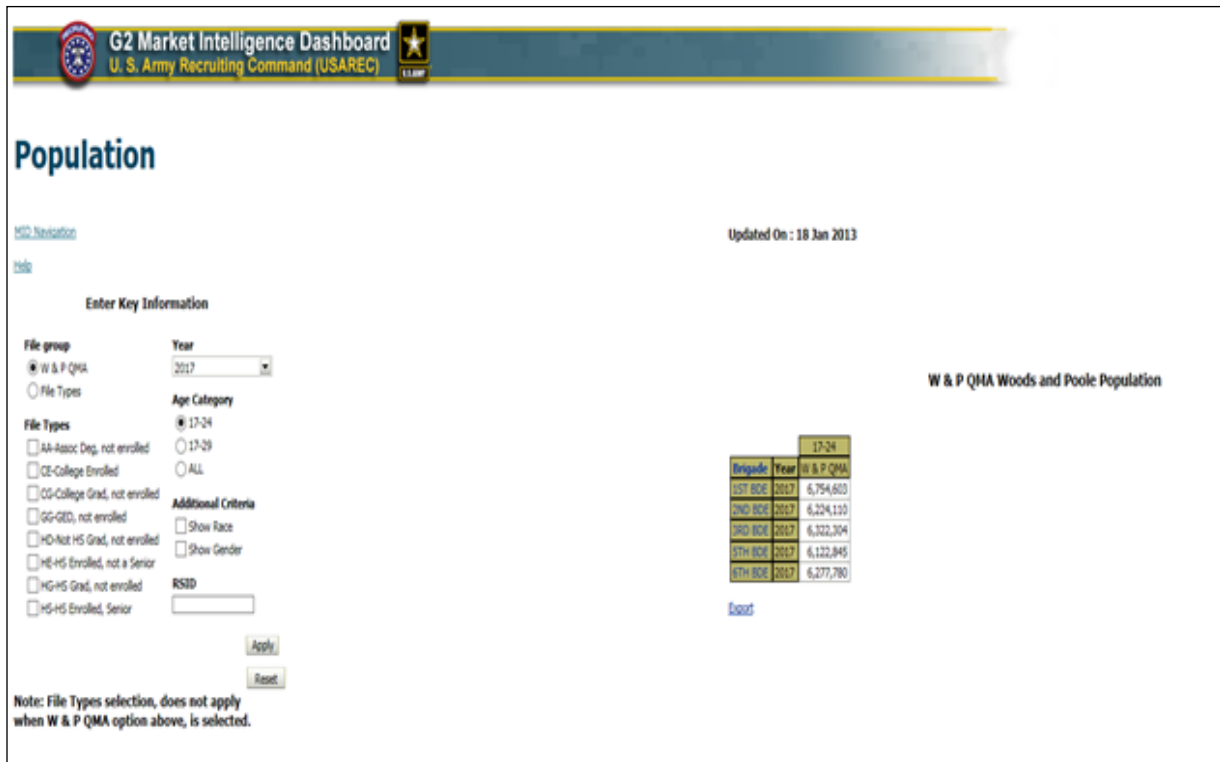 G2 Market Intelligence Dashboard
U. S. Army Recruiting Command (USAREC)
RECRUITING
U.S. ARMY
Population
MID Navigation
Updated On : 18 Jan 2013
Help
Enter Key Information
File group
Year
W & P QMA
2017
File Types
Age Category
File Types
17-24
AA-Assoc Deg, not enrolled
17-29
CE-College Enrolled
ALL
CG-College Grad, not enrolled
Additional Criteria
GG-GED, not enrolled
Show Race
HD-Not HS Grad, not enrolled
Show Gender
HE-HS Enrolled, not a Senior
HG-HS Grad, not enrolled
RSID
HS-HS Enrolled, Senior
Apply
Reset
Note: File Types selection, does not apply
when W & P QMA option above, is selected.
W & P QMA Woods and Poole Population
17-24
Brigade Year W & P QMA
1ST BDE 2017 6,754,603
2ND BDE 2017 6,224,110
3RD BDE 2017 6,322,304
5TH BDE 2017 6,122,845
6TH BDE 2017 6,277,780
Export